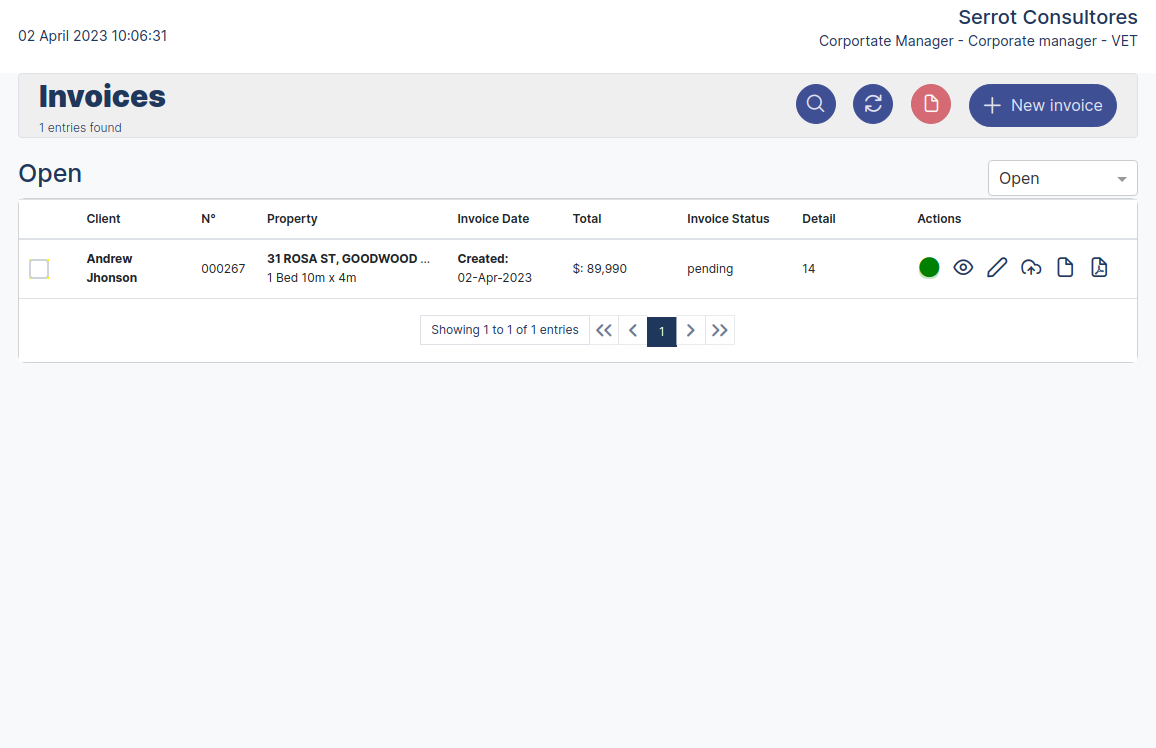 Serrot Consultores
02 April 2023 10:06:31
Corportate Manager - Corporate manager - VET
Invoices
1 entries found
New invoice
Open
Open
Client N° Property Invoice Date Total Invoice Status Detail Actions
Andrew Jhonson 000267 31 ROSA ST, GOODWOOD ... 1 Bed 10m x 4m Created: 02-Apr-2023 $: 89,990 pending 14
Showing 1 to 1 of 1 entries 1